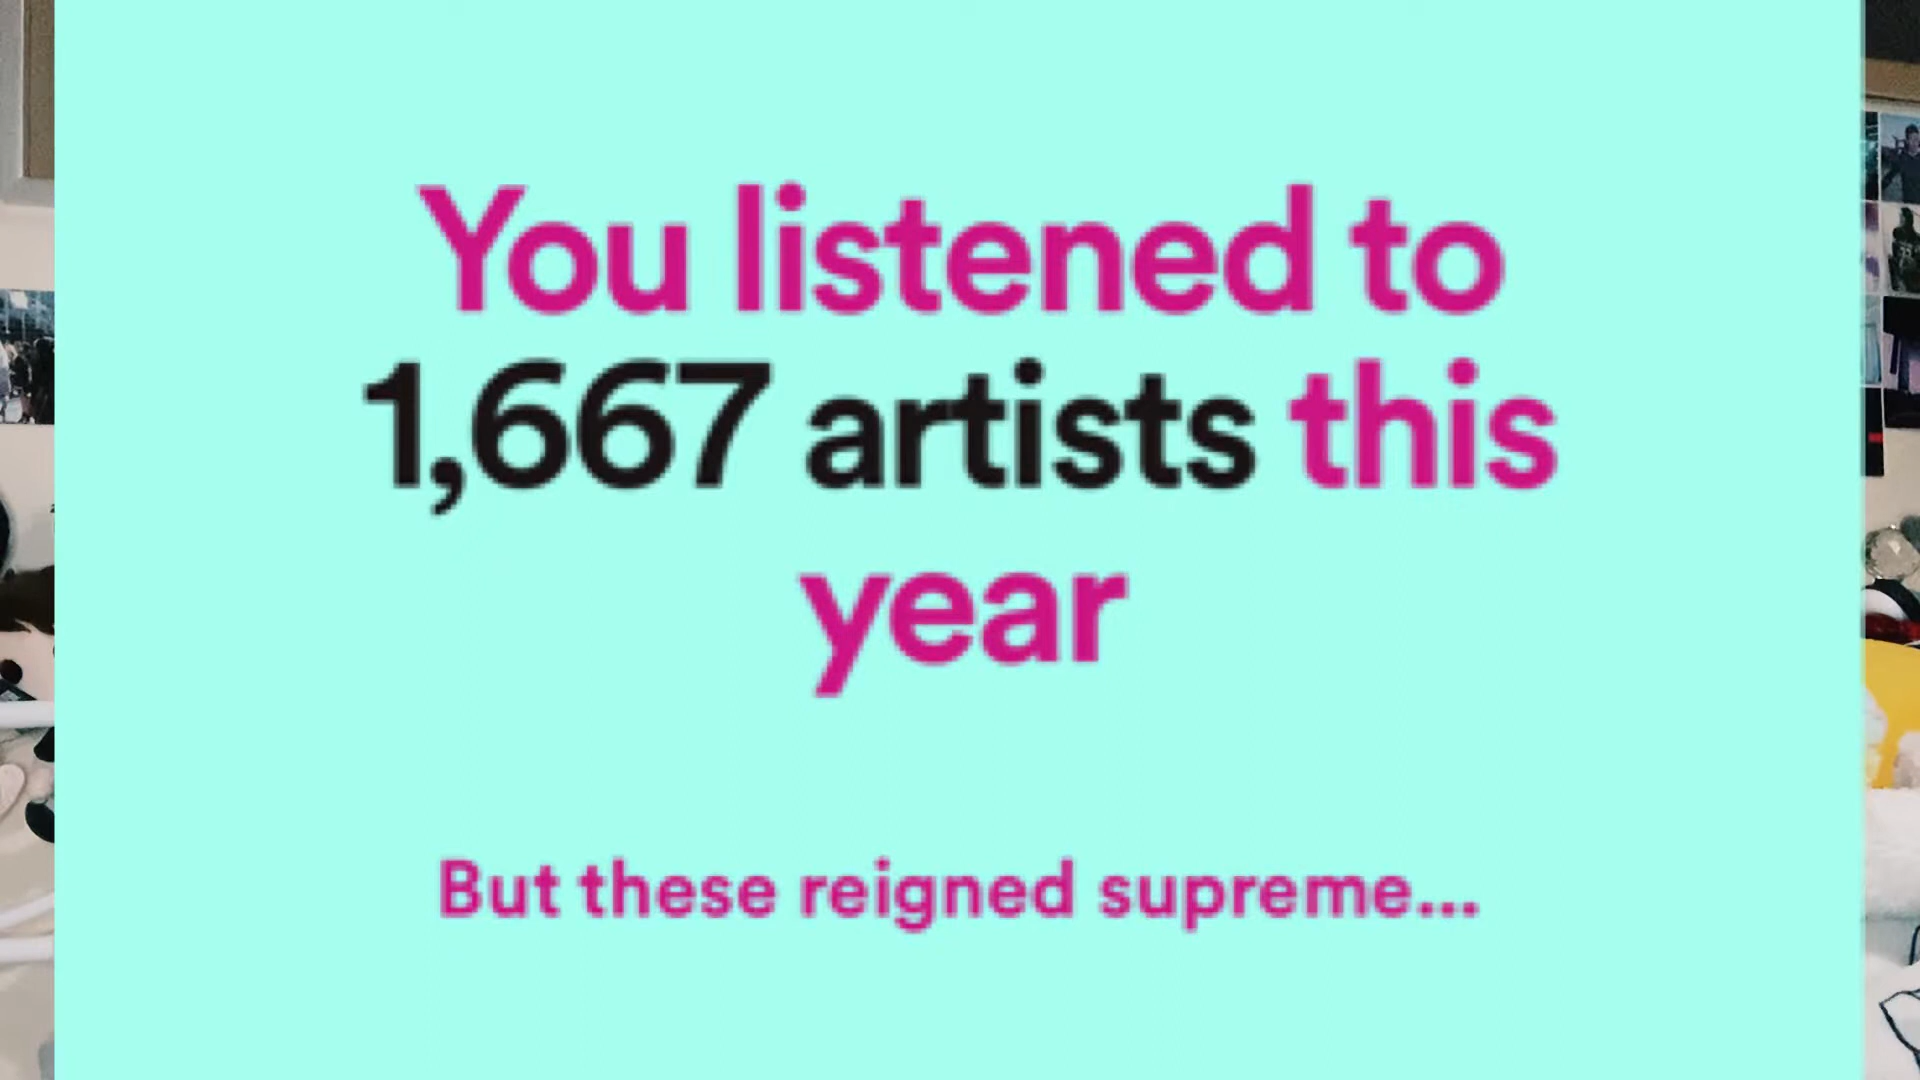 You listened to
1,667 artists this
year
But these reigned supreme...